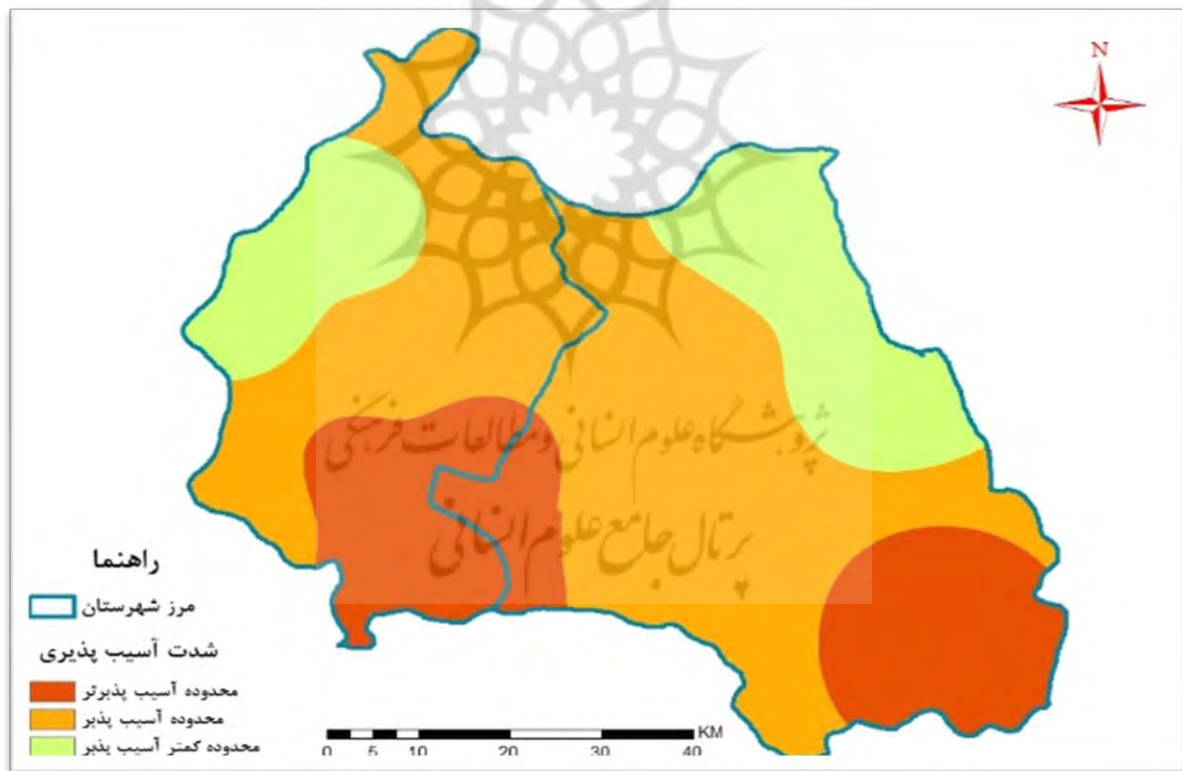 N
پژوهشگاه علوم انسانی و مطالعات فرهنگی
پرتال جامع علوم انسانی
راهنما
مرز شهرستان
شدت آسیب پذیری
محدوده آسیب پذیرتر
محدوده آسیب پذیر
محدوده کمتر آسیب پذیر
KM
0 5 10 20 30 40